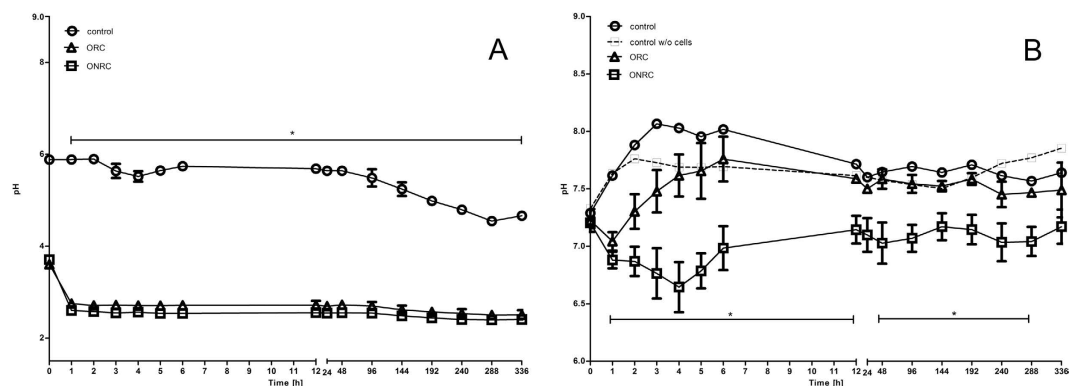 A
9.0
8
6
4
2
pH
control
ORC
ONRC
*
0 1 2 3 4 5 6 7 8 9 10 11 12 24 48 96 144 192 240 288 336
Time [h]
B
9.0
8.5
8.0
7.5
7.0
6.5
6.0
pH
control
control w/o cells
ORC
ONRC
* *
0 1 2 3 4 5 6 7 8 9 10 11 12 24 48 96 144 192 240 288 336
Time [h]